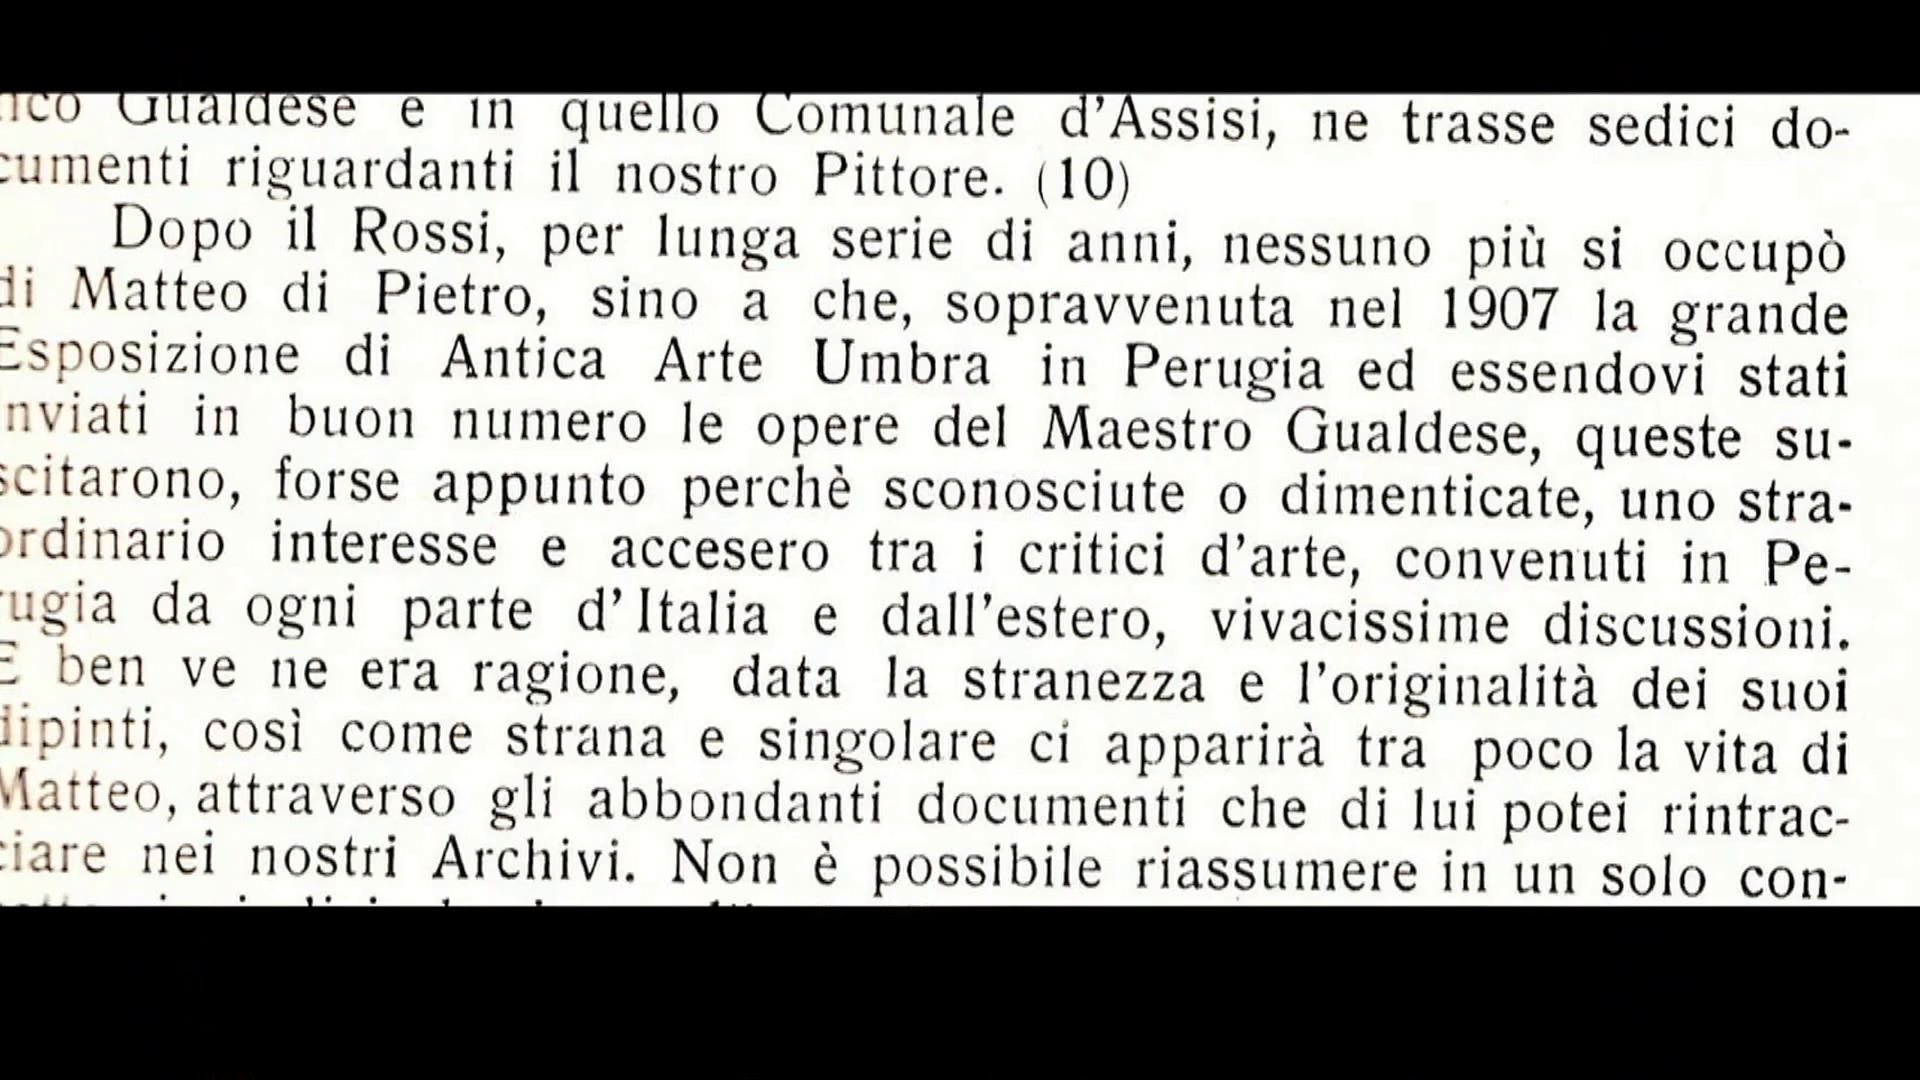 ico Gualdese e in quello Comunale d'Assisi, ne trasse sedici do-
cumenti riguardanti il nostro Pittore. (10)
Dopo il Rossi, per lunga serie di anni, nessuno più si occupò
di Matteo di Pietro, sino a che, sopravvenuta nel 1907 la grande
Esposizione di Antica Arte Umbra in Perugia ed essendovi stati
nviati in buon numero le opere del Maestro Gualdese, queste su-
scitarono, forse appunto perchè sconosciute o dimenticate, uno stra-
ordinario interesse e accesero tra i critici d'arte, convenuti in Pe-
rugia da ogni parte d'Italia e dall'estero, vivacissime discussioni.
E ben ve ne era ragione, data la stranezza e l'originalità dei suoi
dipinti, così come strana e singolare ci apparirà tra poco la vita di
Matteo, attraverso gli abbondanti documenti che di lui potei rintrac-
ciare nei nostri Archivi. Non è possibile riassumere in un solo con-